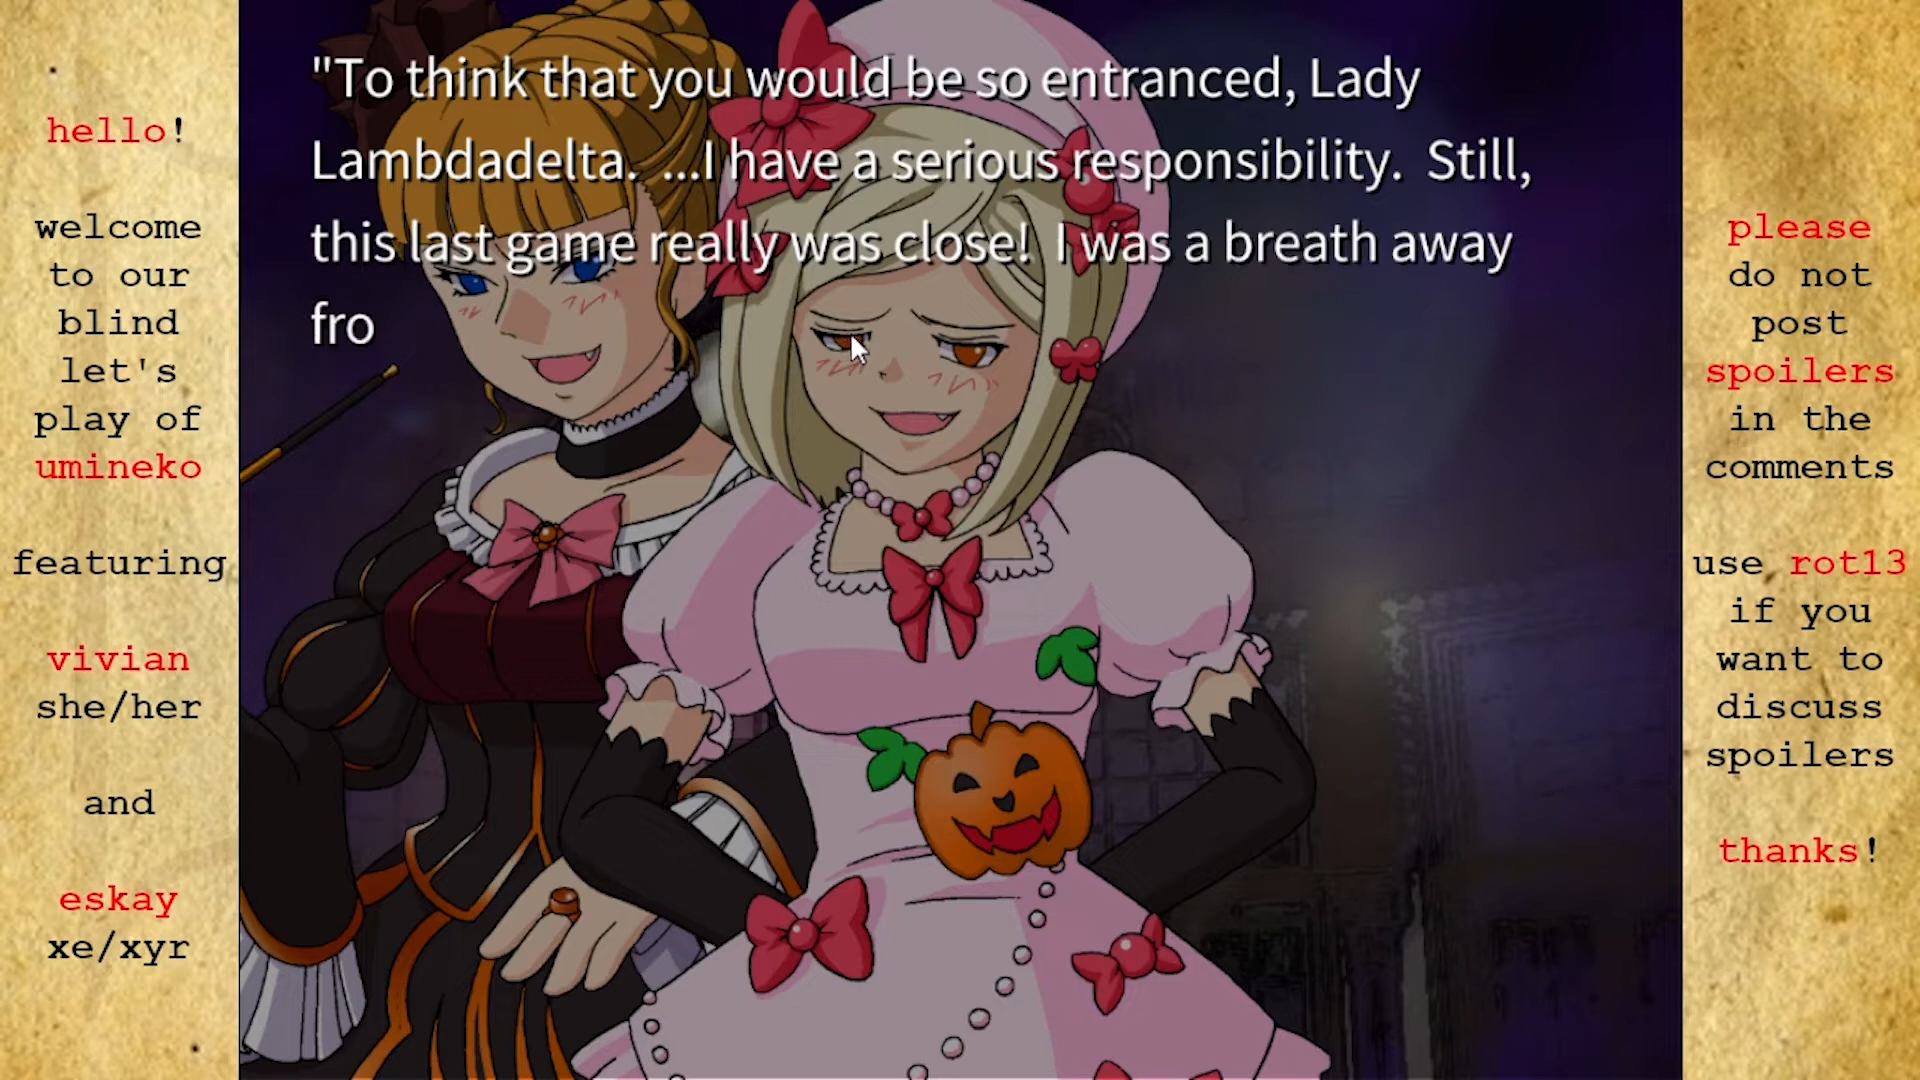 hello!
welcome
to our
blind
let's
play of
umineko
featuring
vivian
she/her
and
eskay
xe/xyr
"To think that you would be so entranced, Lady
Lambdadelta.  ...I have a serious responsibility.  Still,
this last game really was close!  I was a breath away
fro
please
do not
post
spoilers
in the
comments
use rot13
if you
want to
discuss
spoilers
thanks!